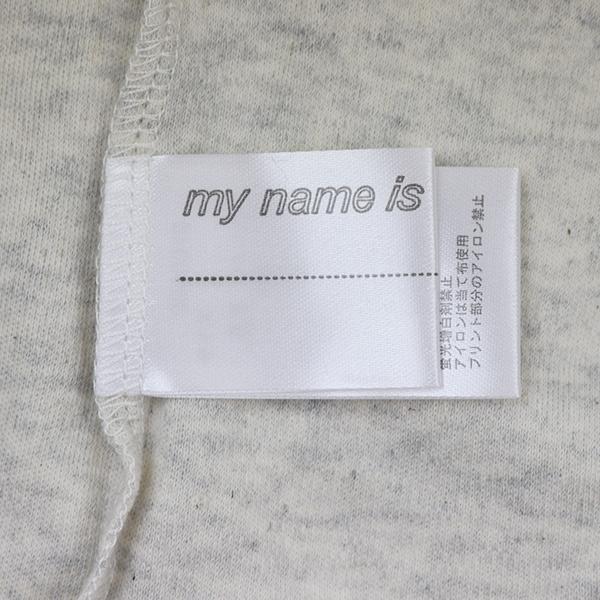 my name is
蛍光増白剤禁止
アイロンは当て布使用
プリント部分のアイロン禁止